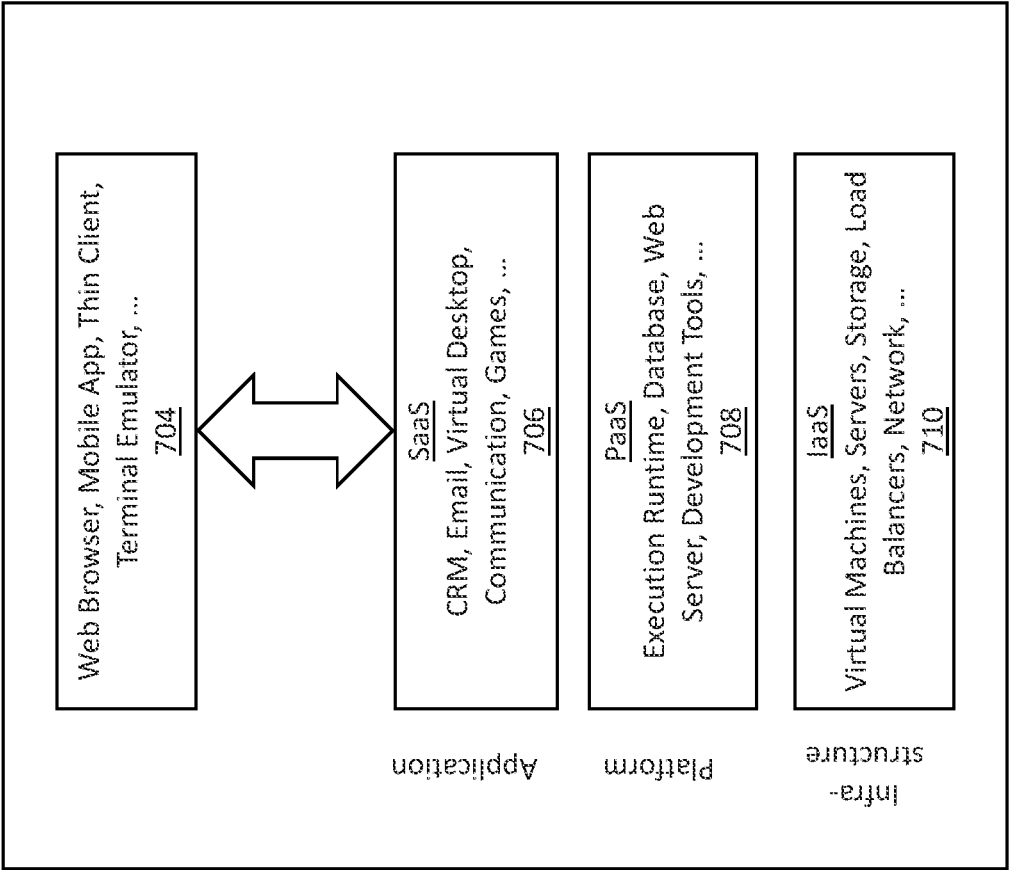 Web Browser, Mobile App, Thin Client,
Terminal Emulator, ...
704
Application
SaaS
CRM, Email, Virtual Desktop,
Communication, Games, ...
706
Platform
PaaS
Execution Runtime, Database, Web
Server, Development Tools, ...
708
Infra-
structure
IaaS
Virtual Machines, Servers, Storage, Load
Balancers, Network, ...
710